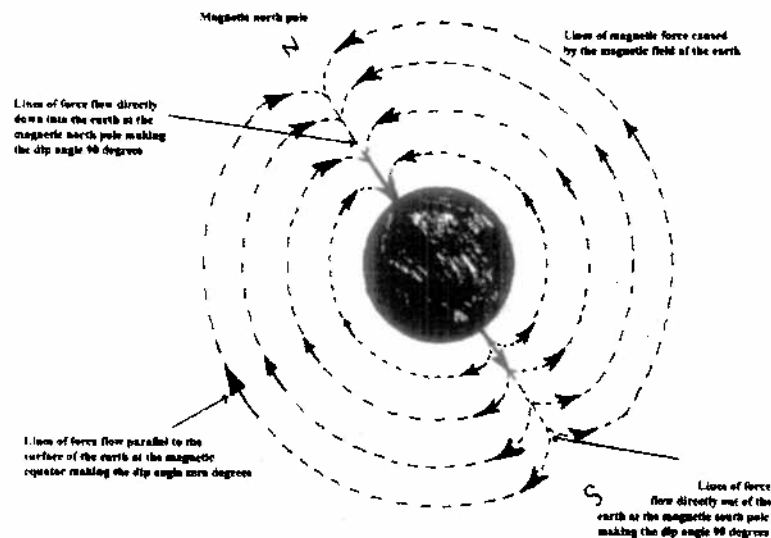 Magnetic north pole
N
Lines of magnetic force caused
by the magnetic field of the earth
Lines of force flow directly
down into the earth at the
magnetic north pole making
the dip angle 90 degrees
Lines of force flow parallel to the
surface of the earth at the magnetic
equator making the dip angle zero degrees
S
Lines of force
flow directly out of the
earth at the magnetic south pole
making the dip angle 90 degrees